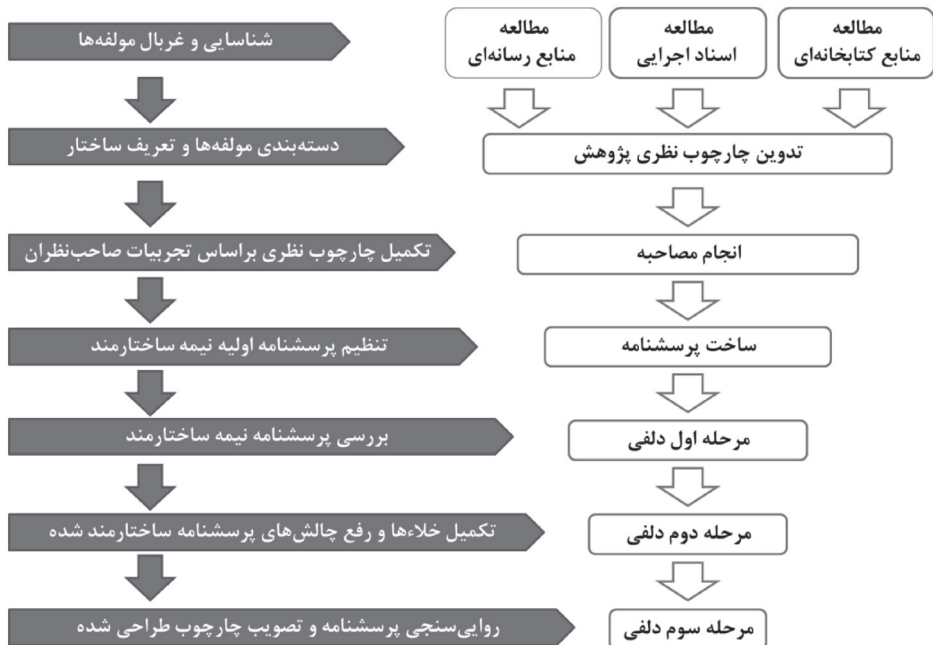 مطالعه
منابع کتابخانه‌ای
مطالعه
اسناد اجرایی
مطالعه
منابع رسانه‌ای
شناسایی و غربال مولفه‌ها
تدوین چارچوب نظری پژوهش
دسته‌بندی مولفه‌ها و تعریف ساختار
انجام مصاحبه
تکمیل چارچوب نظری براساس تجربیات صاحب‌نظران
ساخت پرسشنامه
تنظیم پرسشنامه اولیه نیمه ساختارمند
مرحله اول دلفی
بررسی پرسشنامه نیمه ساختارمند
مرحله دوم دلفی
تکمیل خلاءها و رفع چالش‌های پرسشنامه ساختارمند شده
مرحله سوم دلفی
روایی‌سنجی پرسشنامه و تصویب چارچوب طراحی شده